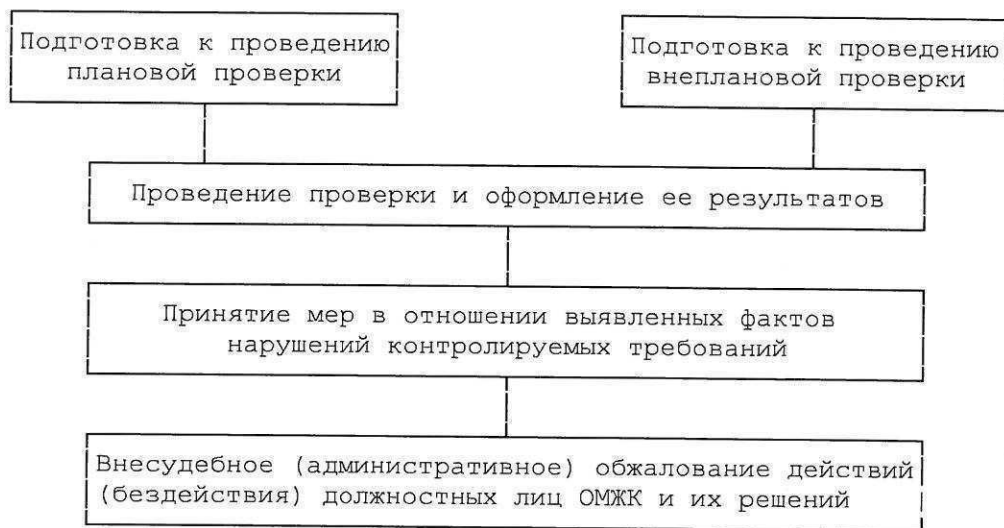 Подготовка к проведению
плановой проверки
Подготовка к проведению
внеплановой проверки
Проведение проверки и оформление ее результатов
Принятие мер в отношении выявленных фактов
нарушений контролируемых требований
Внесудебное (административное) обжалование действий
(бездействия) должностных лиц ОМЖК и их решений